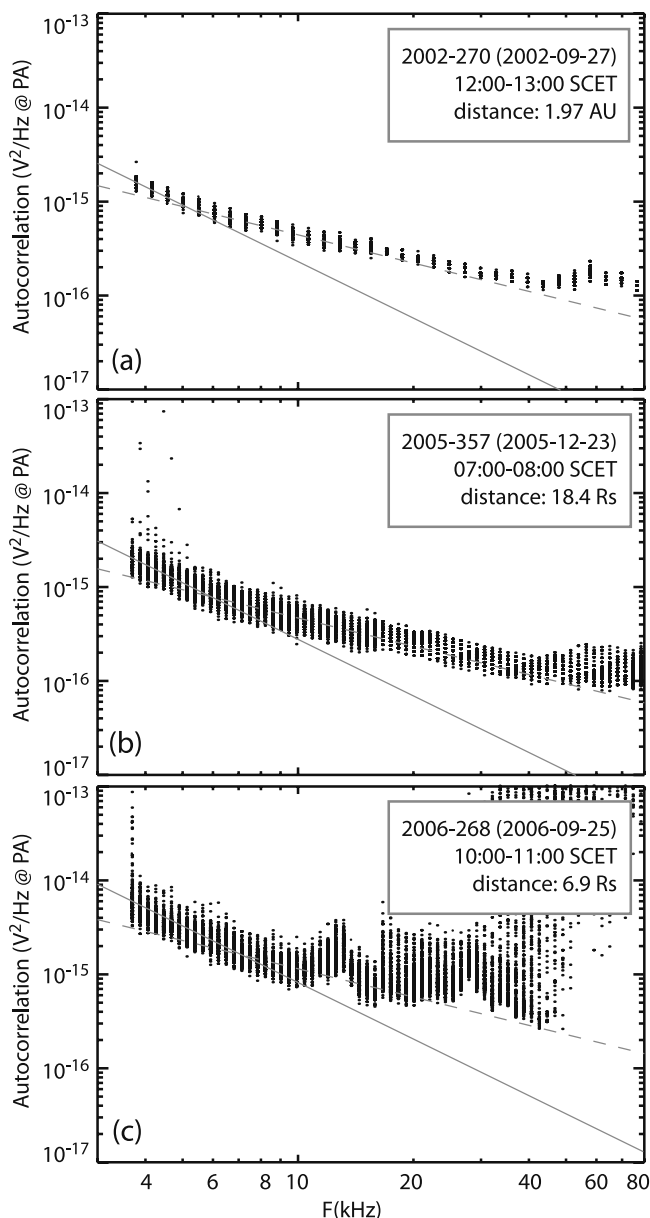 10⁻¹³
10⁻¹⁴
10⁻¹⁵
10⁻¹⁶
10⁻¹⁷
Autocorrelation (V²/Hz @ PA)
2002-270 (2002-09-27)
12:00-13:00 SCET
distance: 1.97 AU
(a)
10⁻¹³
10⁻¹⁴
10⁻¹⁵
10⁻¹⁶
10⁻¹⁷
Autocorrelation (V²/Hz @ PA)
2005-357 (2005-12-23)
07:00-08:00 SCET
distance: 18.4 Rs
(b)
10⁻¹³
10⁻¹⁴
10⁻¹⁵
10⁻¹⁶
10⁻¹⁷
Autocorrelation (V²/Hz @ PA)
2006-268 (2006-09-25)
10:00-11:00 SCET
distance: 6.9 Rs
(c)
4 6 8 10 20 40 60 80
F(kHz)